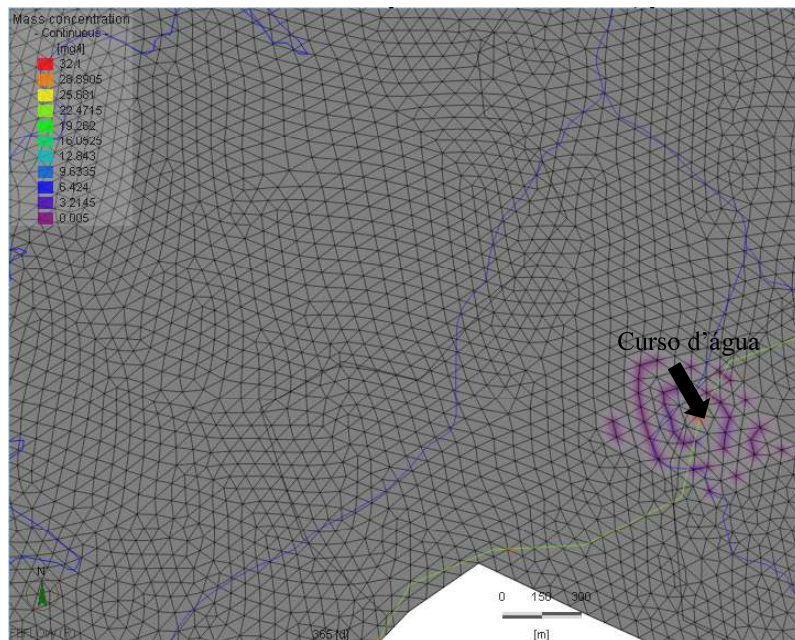 Mass concentration
- Continuous -
[mg/l]
32.1
28.8905
25.681
22.4715
19.262
16.0525
12.843
9.6335
6.424
3.2145
0.005
Curso d'água
N
0 150 300
[m]
365 [d]